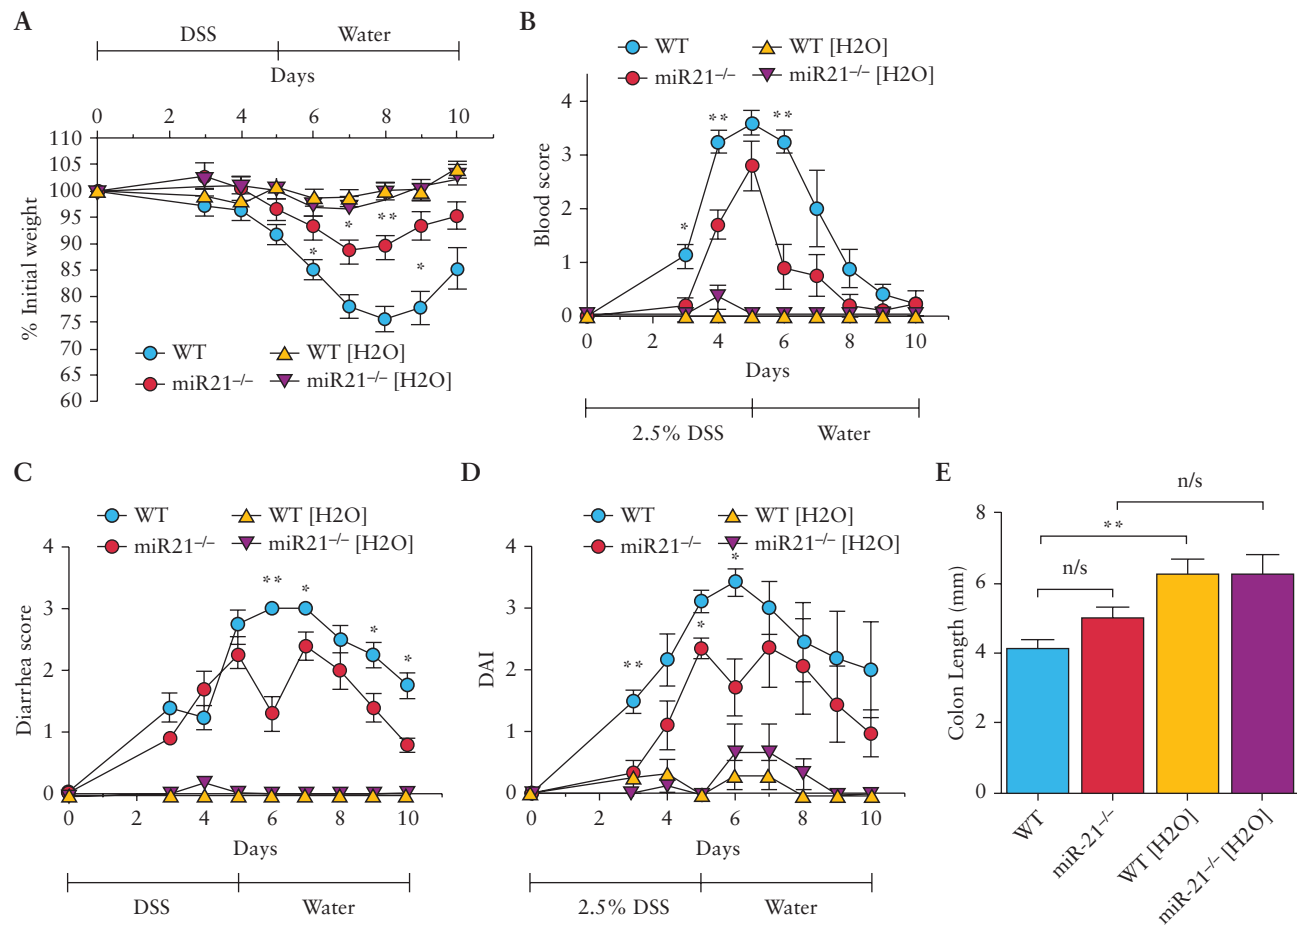 A
DSS Water
Days
0 2 4 6 8 10
110
105
100
95
90
85
80
75
70
65
60
% Initial weight
* * ** *
WT WT [H2O]
miR21−/− miR21−/− [H2O]
B
WT WT [H2O]
miR21−/− miR21−/− [H2O]
4
3
2
1
0
Blood score
* ** **
0 2 4 6 8 10
Days
2.5% DSS Water
C
WT WT [H2O]
miR21−/− miR21−/− [H2O]
4
3
2
1
0
Diarrhea score
** * * *
0 2 4 6 8 10
Days
DSS Water
D
WT WT [H2O]
miR21−/− miR21−/− [H2O]
4
3
2
1
0
DAI
** * *
0 2 4 6 8 10
Days
2.5% DSS Water
E
n/s
**
n/s
8
6
4
2
0
Colon Length (mm)
WT
miR-21−/−
WT [H2O]
miR-21−/− [H2O]